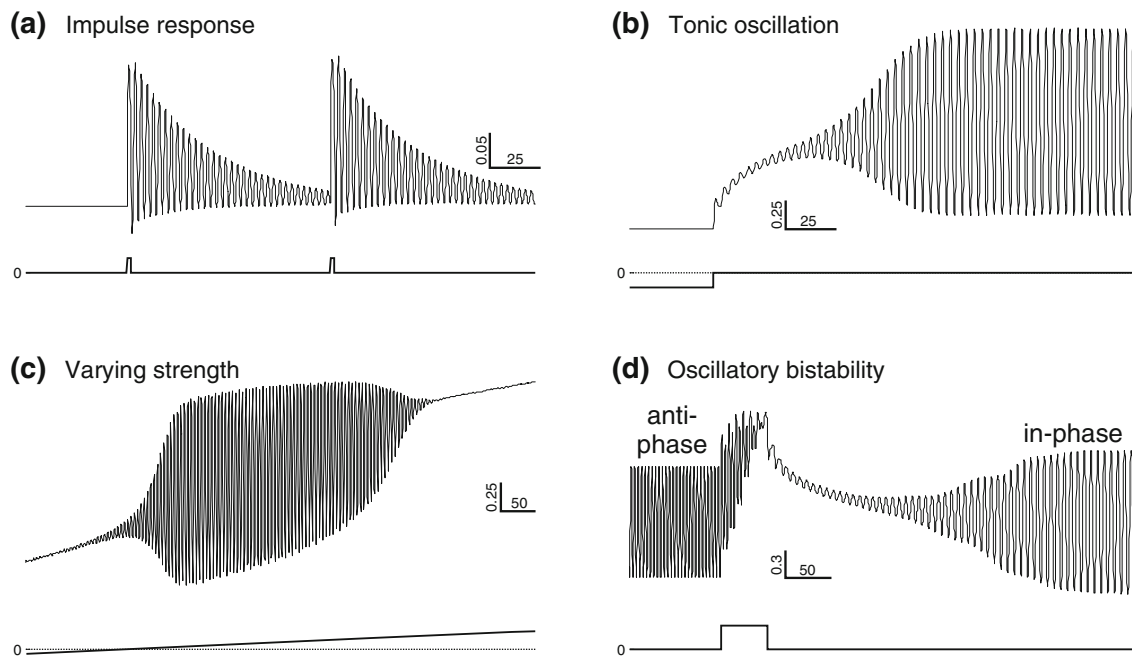 (a) Impulse response
0.05
25
0
(b) Tonic oscillation
0.25
25
0
(c) Varying strength
0.25
50
0
(d) Oscillatory bistability
anti-
phase
in-phase
0.3
50
0